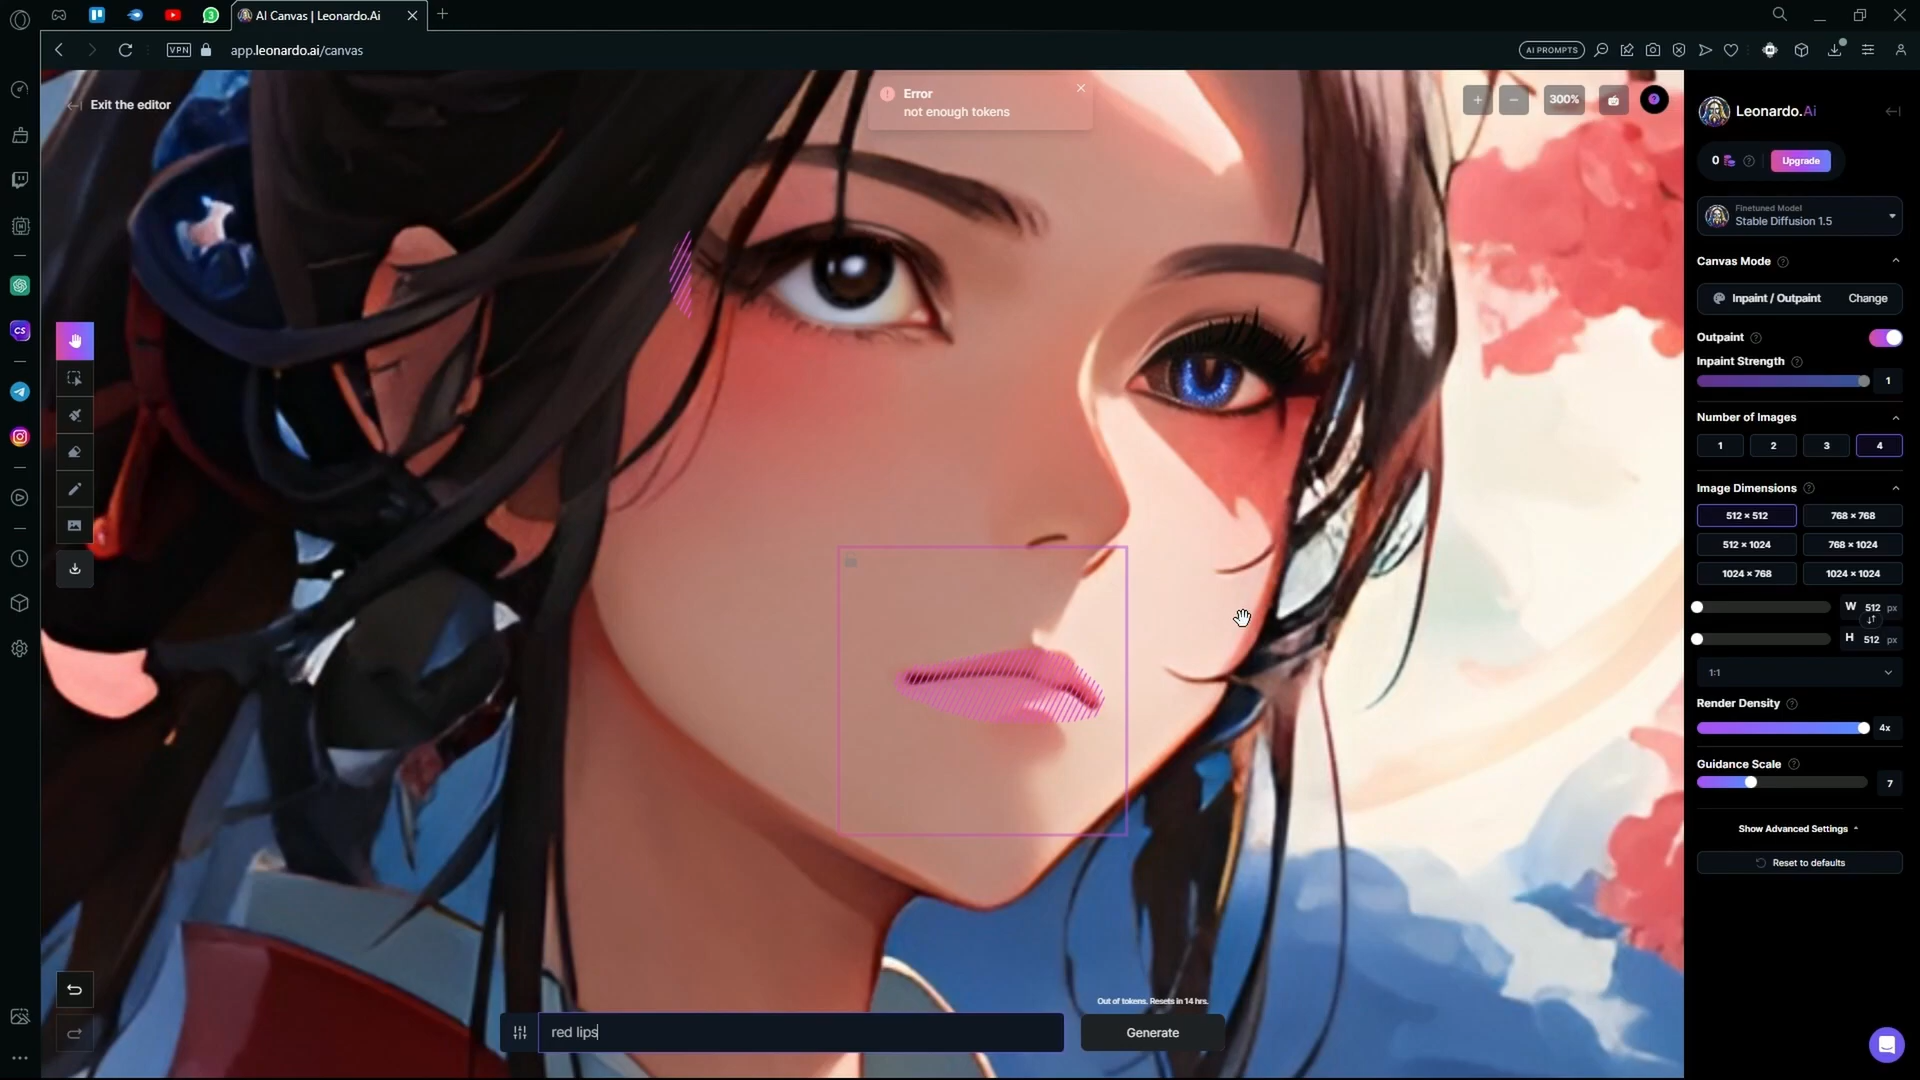 AI Canvas | Leonardo.Ai
VPN
app.leonardo.ai/canvas
AI PROMPTS
Exit the editor
Error
not enough tokens
300%
Leonardo.Ai
0
Upgrade
Finetuned Model
Stable Diffusion 1.5
Canvas Mode
Inpaint / Outpaint
Change
Outpaint
Inpaint Strength
1
Number of Images
1
2
3
4
Image Dimensions
512 × 512
768 × 768
512 × 1024
768 × 1024
1024 × 768
1024 × 1024
W 512 px
H 512 px
1:1
Render Density
4x
Guidance Scale
7
Show Advanced Settings
Reset to defaults
CS
3
Out of tokens. Resets in 14 hrs.
red lips
Generate